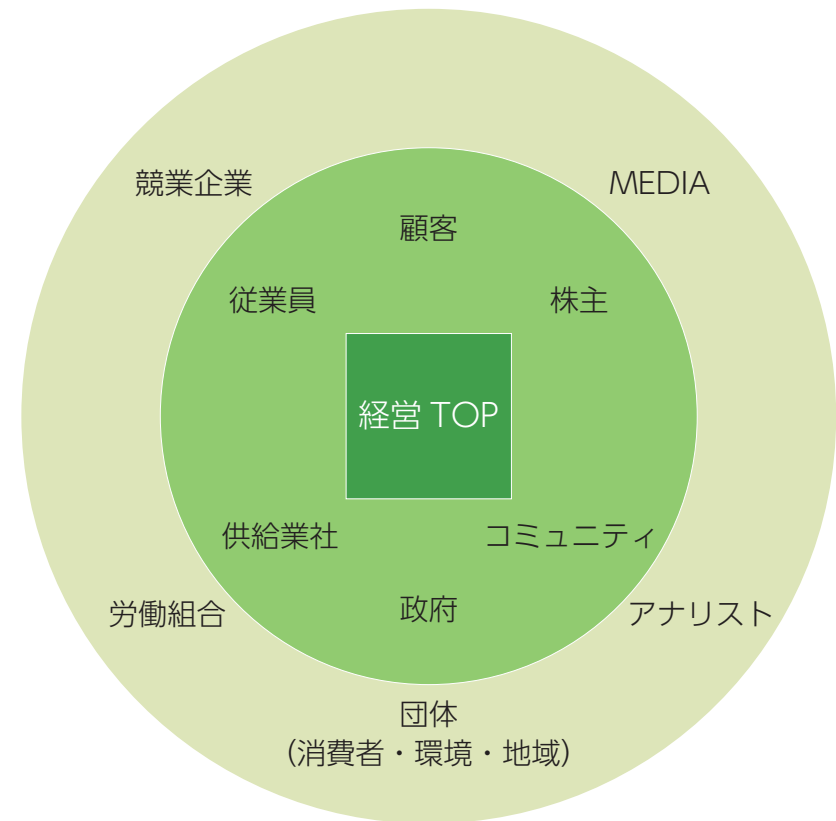 競業企業
MEDIA
顧客
従業員
株主
経営 TOP
供給業社
コミュニティ
労働組合
政府
アナリスト
団体
（消費者・環境・地域）